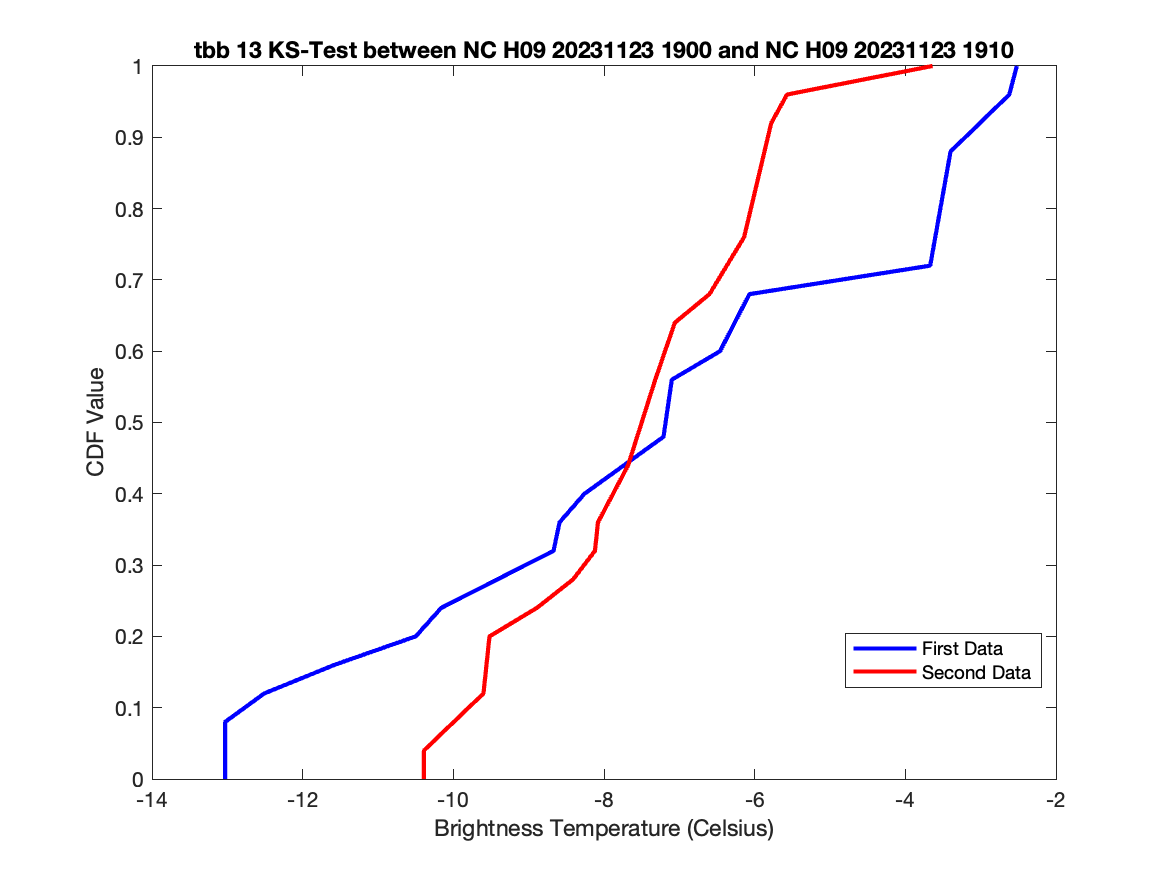 tbb 13 KS-Test between NC H09 20231123 1900 and NC H09 20231123 1910
1
0.9
0.8
0.7
0.6
0.5
0.4
0.3
0.2
0.1
0
CDF Value
First Data
Second Data
-14 -12 -10 -8 -6 -4 -2
Brightness Temperature (Celsius)